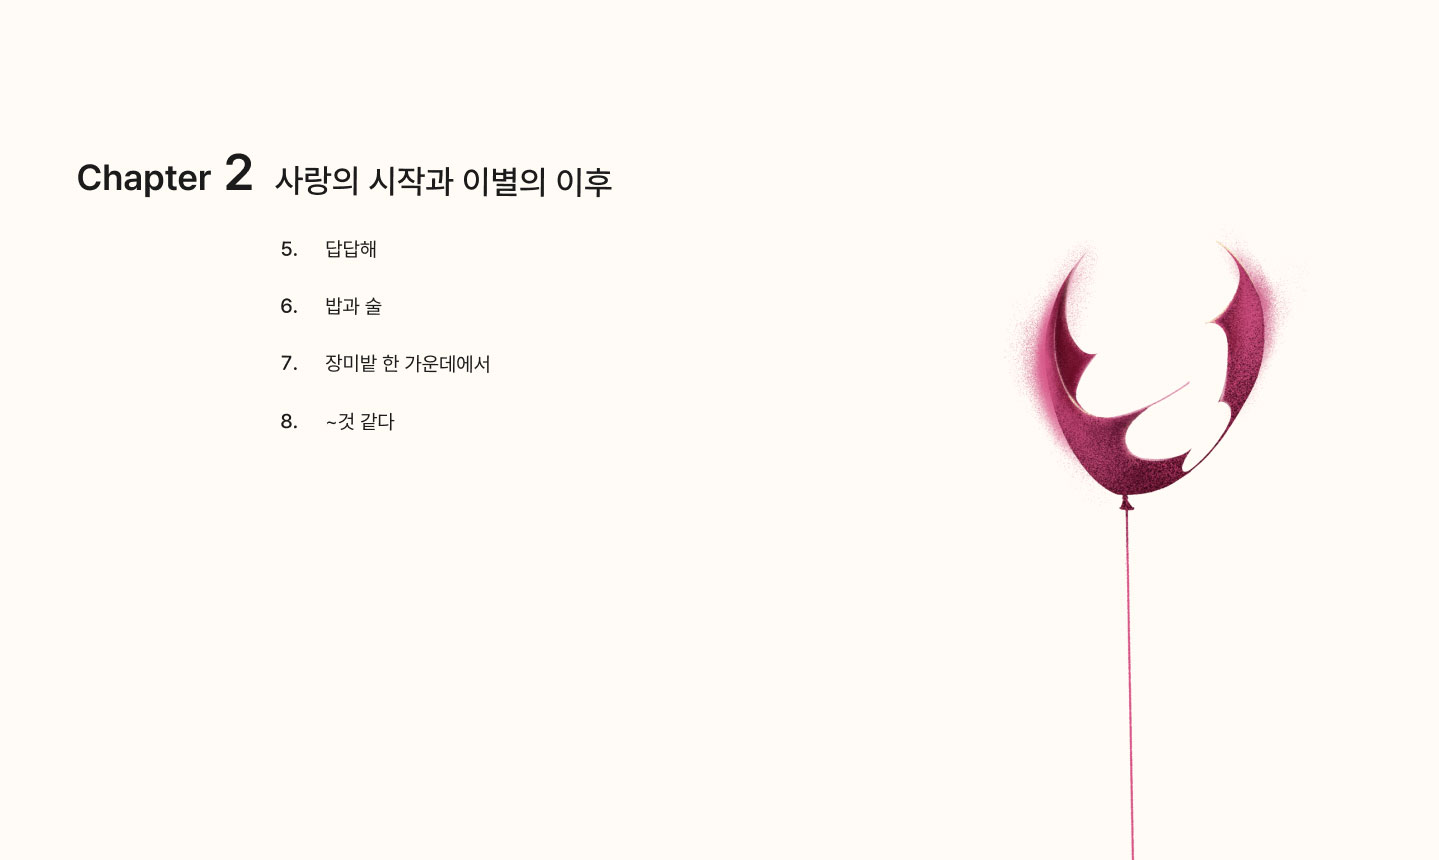 Chapter 2 사랑의 시작과 이별의 이후
5. 답답해
6. 밥과 술
7. 장미밭 한 가운데에서
8. ~것 같다